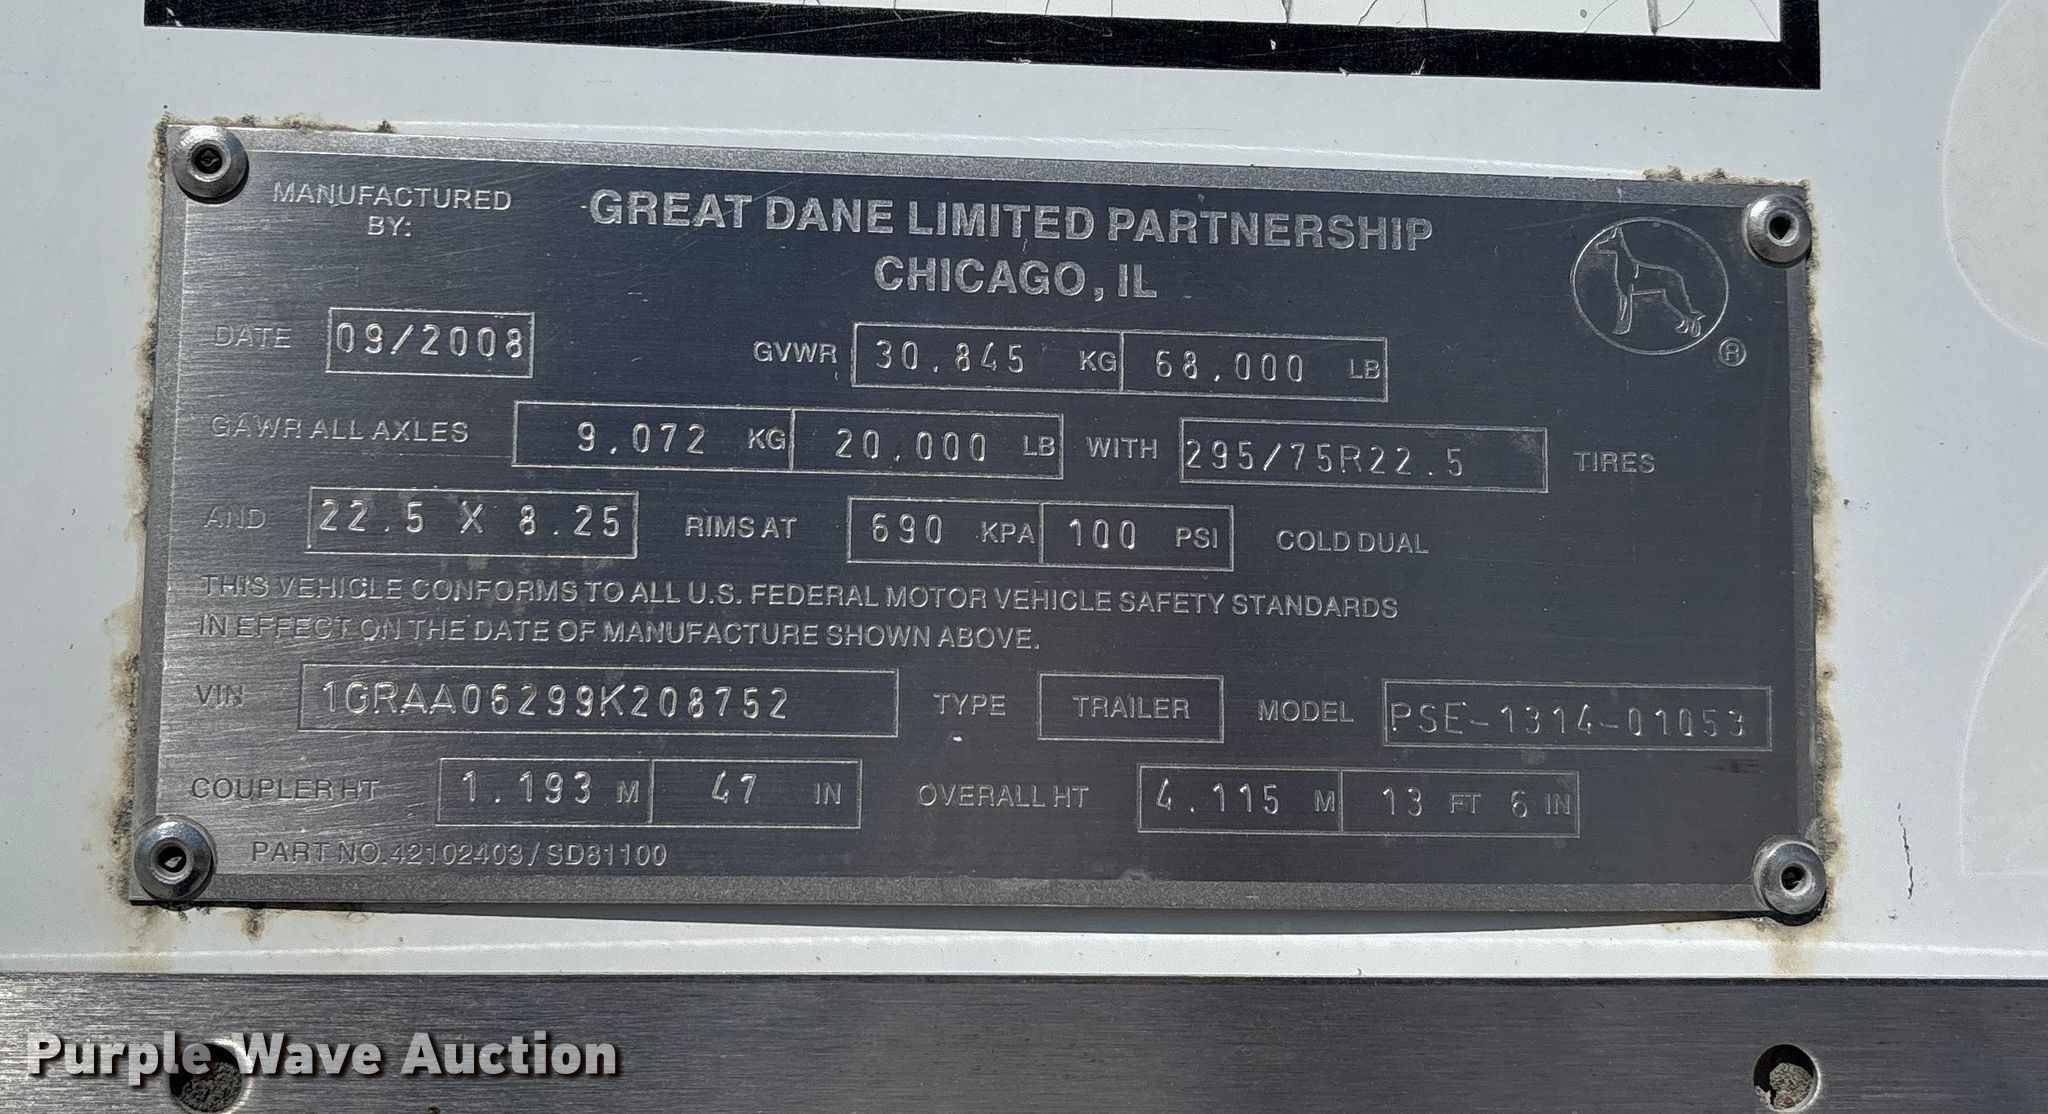 MANUFACTURED BY: GREAT DANE LIMITED PARTNERSHIP
CHICAGO, IL
®
DATE 09/2008 GVWR 30,845 KG 68,000 LB
GAWR ALL AXLES 9,072 KG 20,000 LB WITH 295/75R22.5 TIRES
AND 22.5 X 8.25 RIMS AT 690 KPA 100 PSI COLD DUAL
THIS VEHICLE CONFORMS TO ALL U.S. FEDERAL MOTOR VEHICLE SAFETY STANDARDS
IN EFFECT ON THE DATE OF MANUFACTURE SHOWN ABOVE.
VIN 1GRAA06299K208752 TYPE TRAILER MODEL PSE-1314-01053
COUPLER HT 1.193 M 47 IN OVERALL HT 4.115 M 13 FT 6 IN
PART NO. 42102403/SD81100
Purple Wave Auction